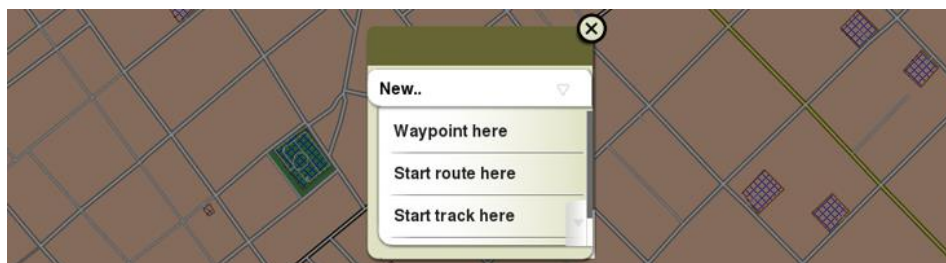 New..
Waypoint here
Start route here
Start track here